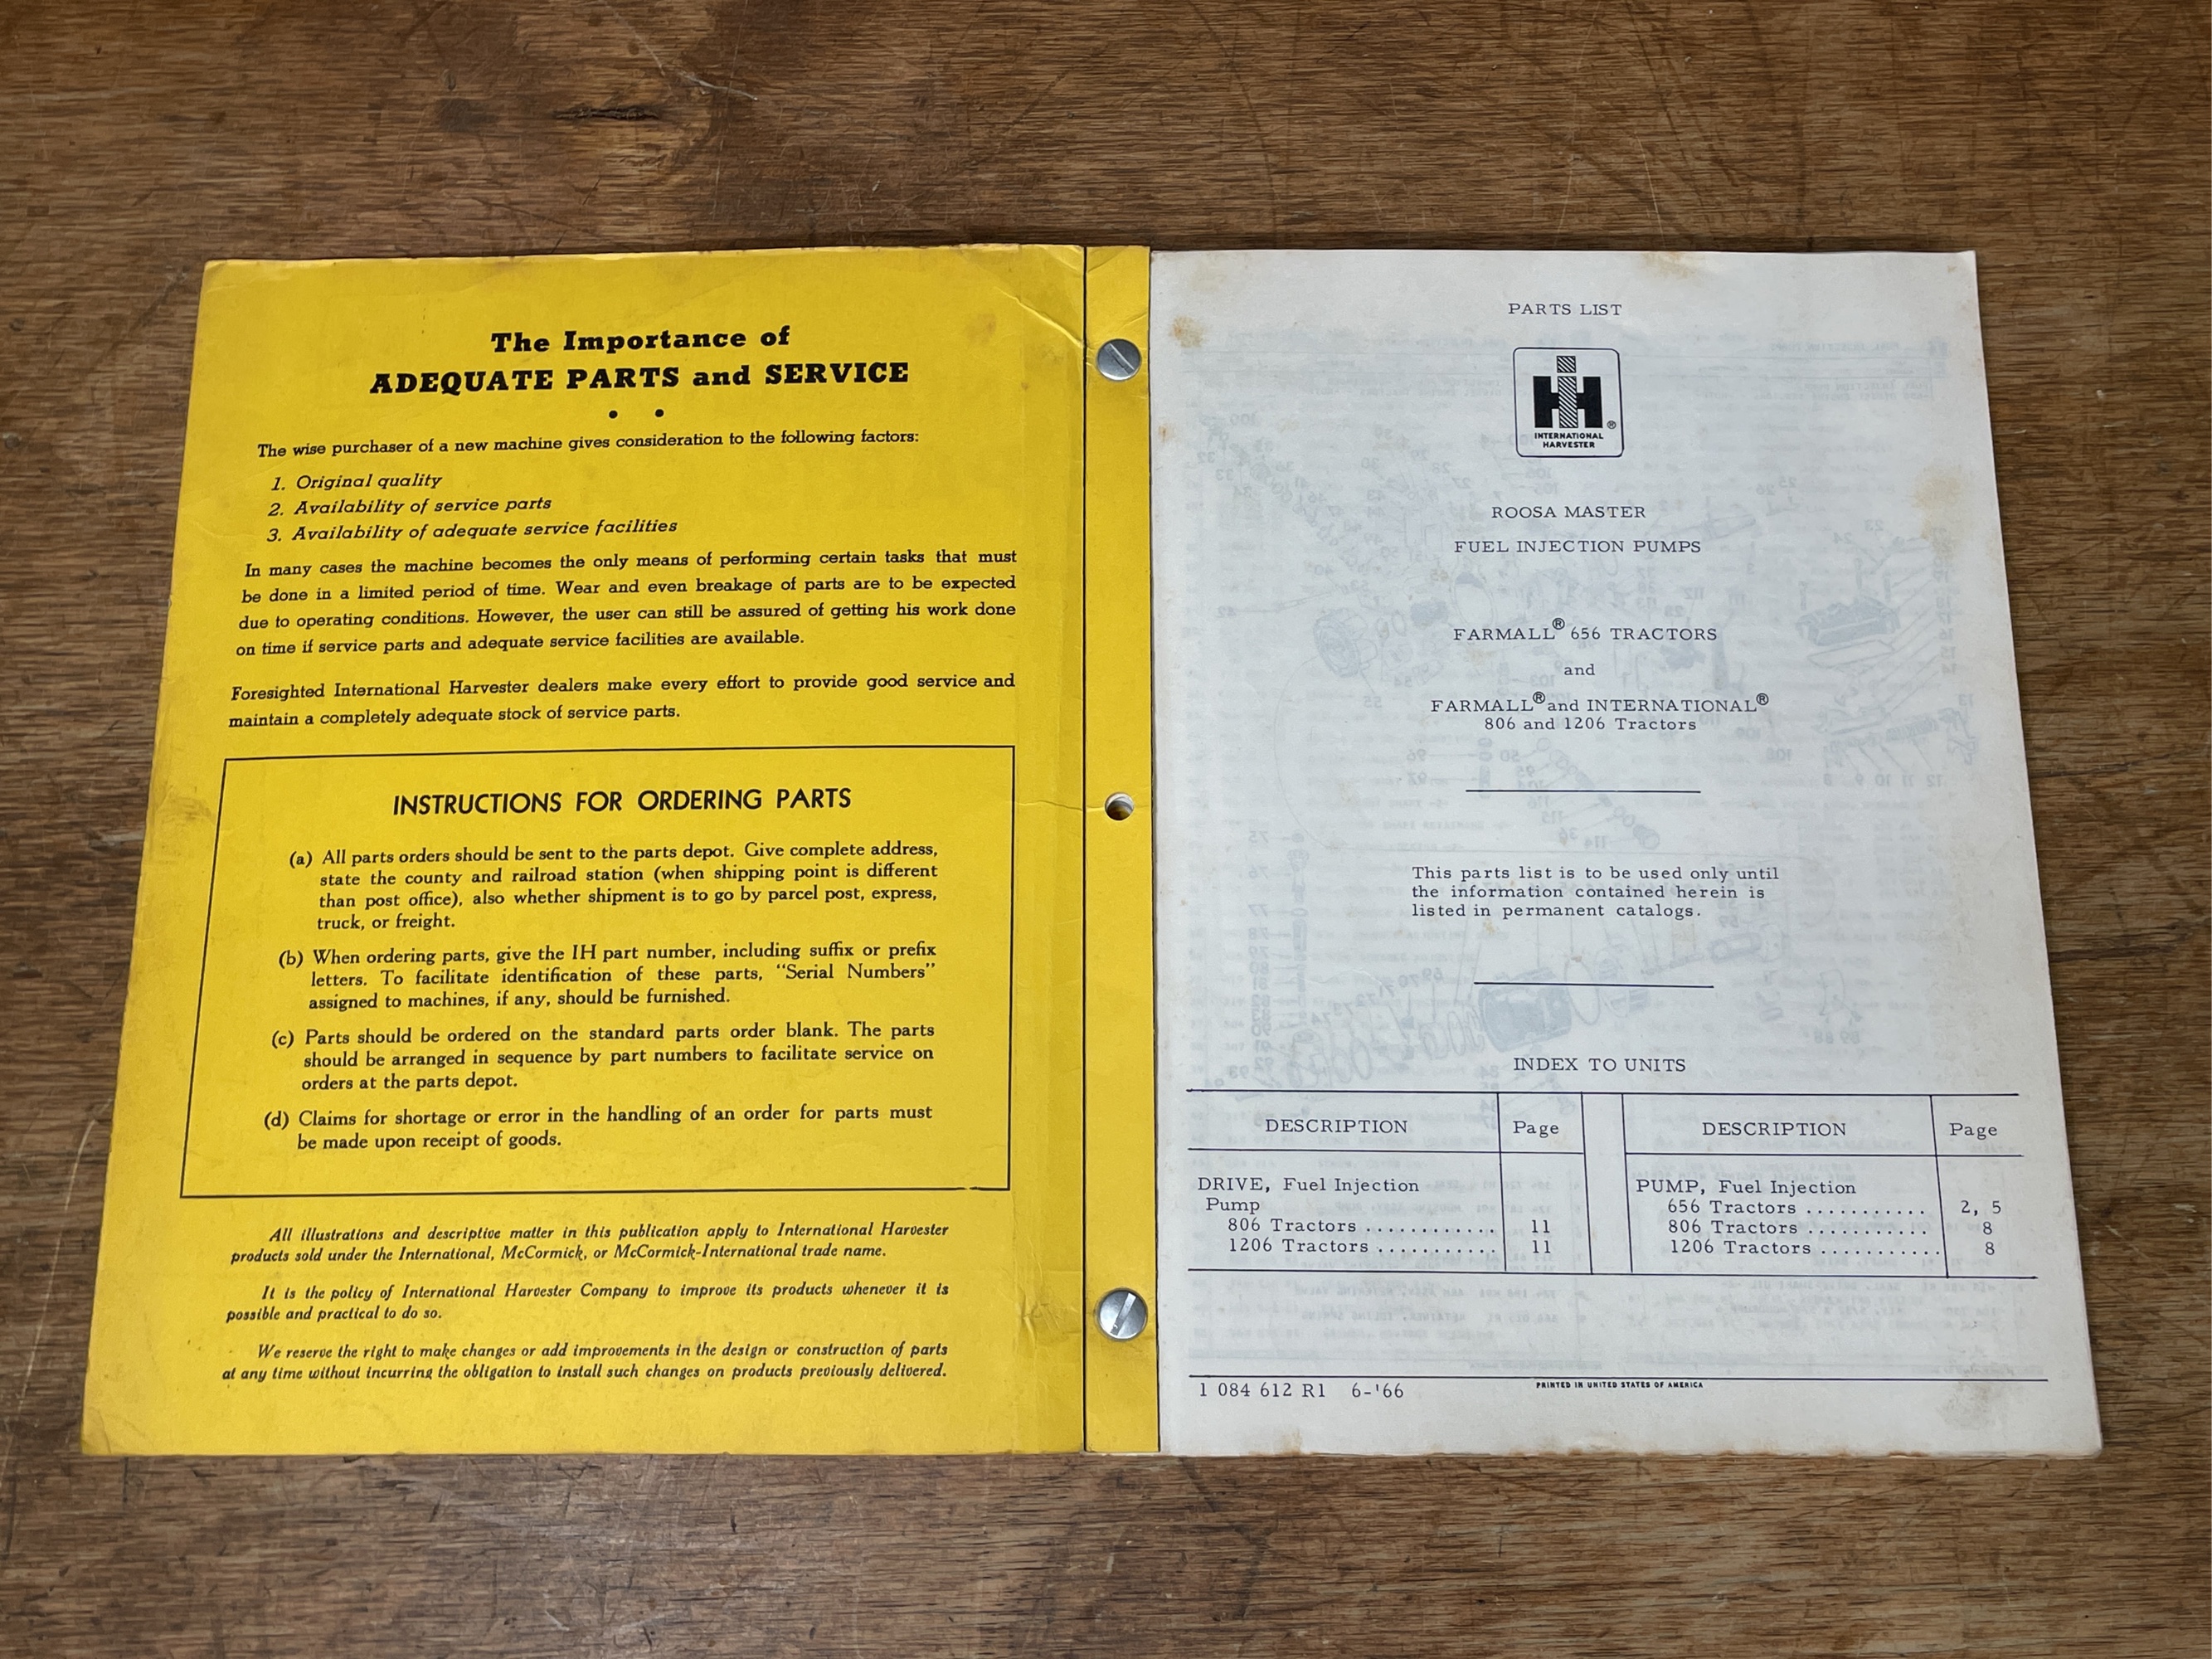 The Importance of
ADEQUATE PARTS and SERVICE
• •
The wise purchaser of a new machine gives consideration to the following factors:
1. Original quality
2. Availability of service parts
3. Availability of adequate service facilities
In many cases the machine becomes the only means of performing certain tasks that must
be done in a limited period of time. Wear and even breakage of parts are to be expected
due to operating conditions. However, the user can still be assured of getting his work done
on time if service parts and adequate service facilities are available.
Foresighted International Harvester dealers make every effort to provide good service and
maintain a completely adequate stock of service parts.
INSTRUCTIONS FOR ORDERING PARTS
(a) All parts orders should be sent to the parts depot. Give complete address,
state the county and railroad station (when shipping point is different
than post office), also whether shipment is to go by parcel post, express,
truck, or freight.
(b) When ordering parts, give the IH part number, including suffix or prefix
letters. To facilitate identification of these parts, "Serial Numbers"
assigned to machines, if any, should be furnished.
(c) Parts should be ordered on the standard parts order blank. The parts
should be arranged in sequence by part numbers to facilitate service on
orders at the parts depot.
(d) Claims for shortage or error in the handling of an order for parts must
be made upon receipt of goods.
All illustrations and descriptive matter in this publication apply to International Harvester
products sold under the International, McCormick, or McCormick-International trade name.
It is the policy of International Harvester Company to improve its products whenever it is
possible and practical to do so.
We reserve the right to make changes or add improvements in the design or construction of parts
at any time without incurring the obligation to install such changes on products previously delivered.
PARTS LIST
IH ®
INTERNATIONAL
HARVESTER
ROOSA MASTER
FUEL INJECTION PUMPS
FARMALL® 656 TRACTORS
and
FARMALL® and INTERNATIONAL®
806 and 1206 Tractors
This parts list is to be used only until
the information contained herein is
listed in permanent catalogs.
INDEX TO UNITS
DESCRIPTION Page DESCRIPTION Page
DRIVE, Fuel Injection
Pump
806 Tractors ............ 11
1206 Tractors ........... 11
PUMP, Fuel Injection
656 Tractors ........... 2, 5
806 Tractors ........... 8
1206 Tractors ........... 8
1 084 612 R1 6-'66
PRINTED IN UNITED STATES OF AMERICA